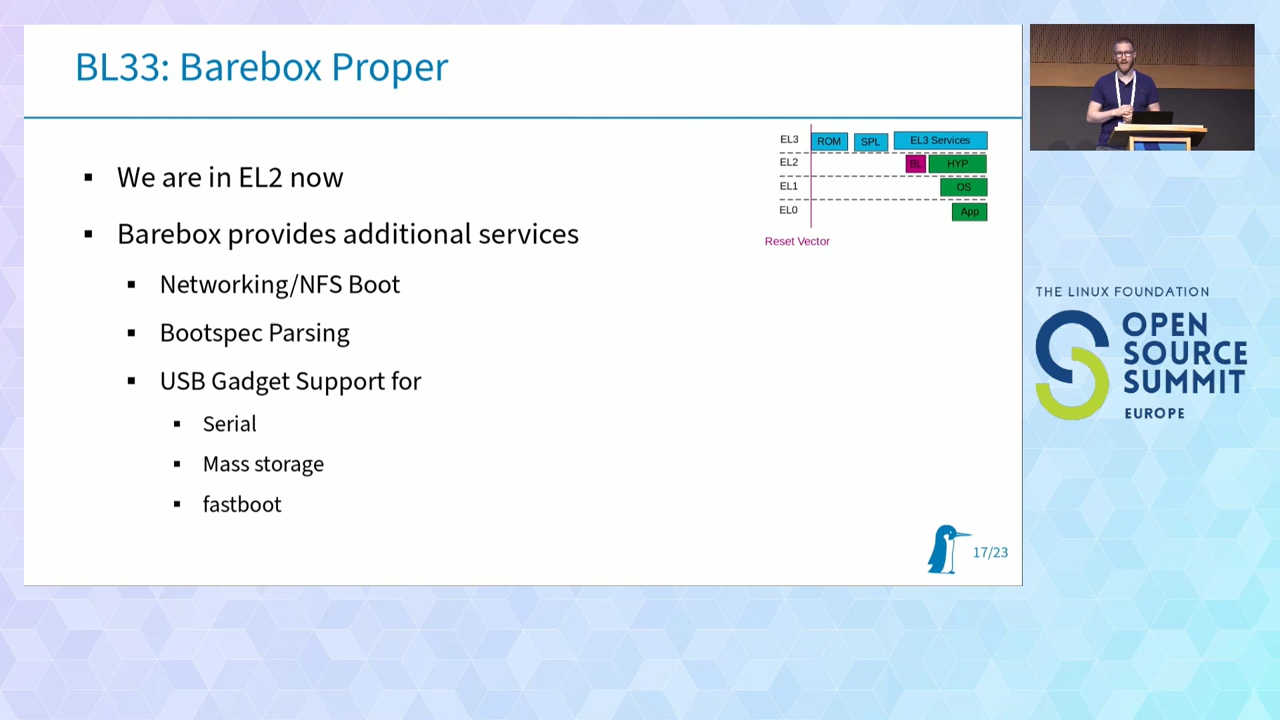 BL33: Barebox Proper
We are in EL2 now
Barebox provides additional services
Networking/NFS Boot
Bootspec Parsing
USB Gadget Support for
Serial
Mass storage
fastboot
EL3 ROM SPL EL3 Services
EL2 BL HYP
EL1 OS
EL0 App
Reset Vector
17/23
THE LINUX FOUNDATION
OPEN
SOURCE
SUMMIT
EUROPE